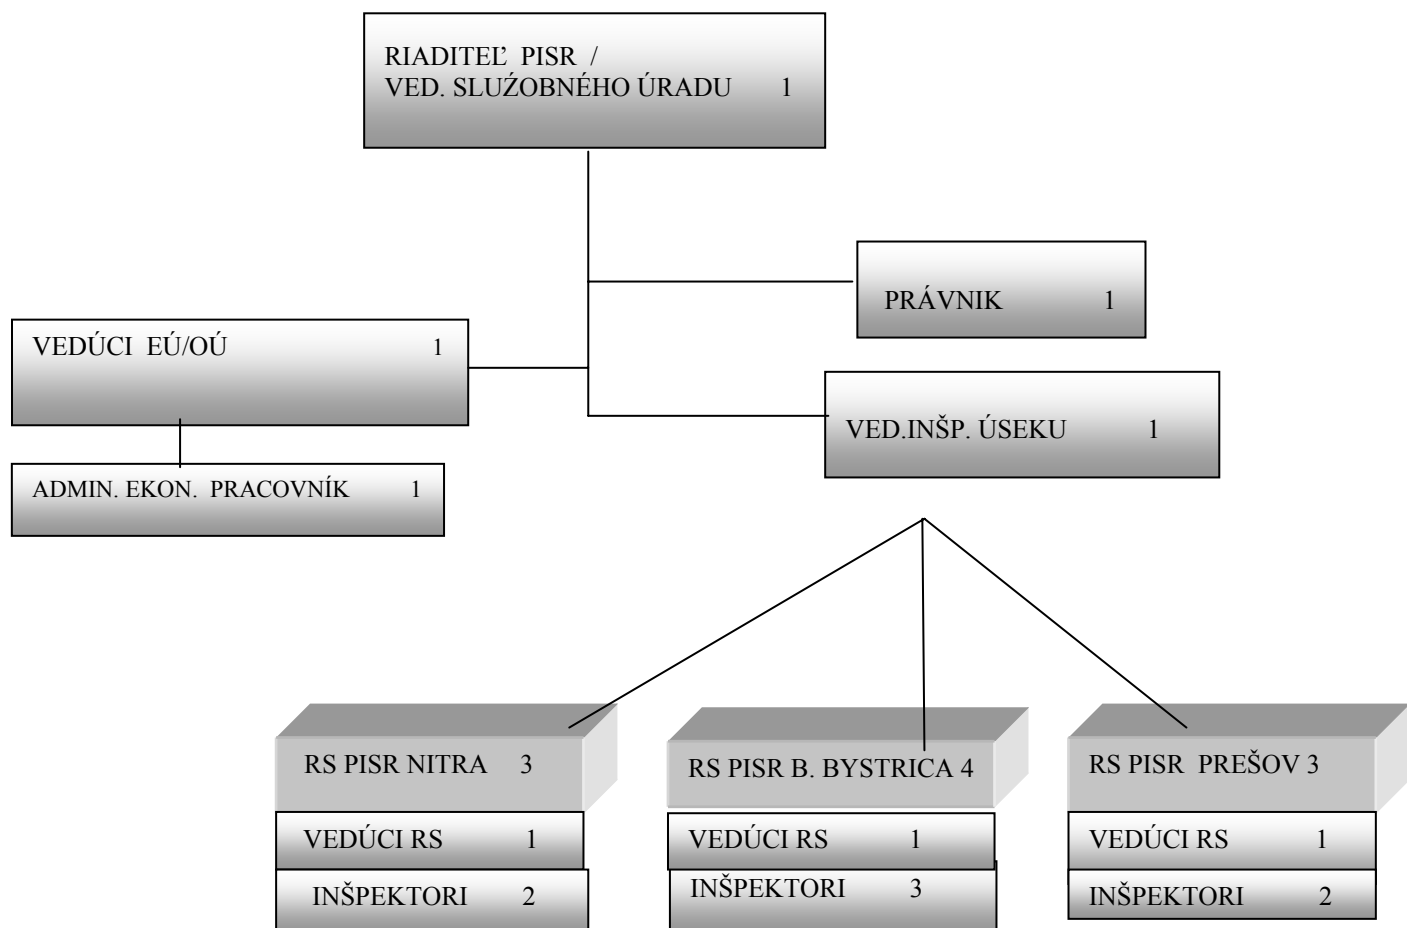 RIADITEĽ PISR /
VED. SLUŹOBNÉHO ÚRADU 1
PRÁVNIK 1
VEDÚCI EÚ/OÚ 1
VED.INŠP. ÚSEKU 1
ADMIN. EKON. PRACOVNÍK 1
RS PISR NITRA 3
VEDÚCI RS 1
INŠPEKTORI 2
RS PISR B. BYSTRICA 4
VEDÚCI RS 1
INŠPEKTORI 3
RS PISR PREŠOV 3
VEDÚCI RS 1
INŠPEKTORI 2